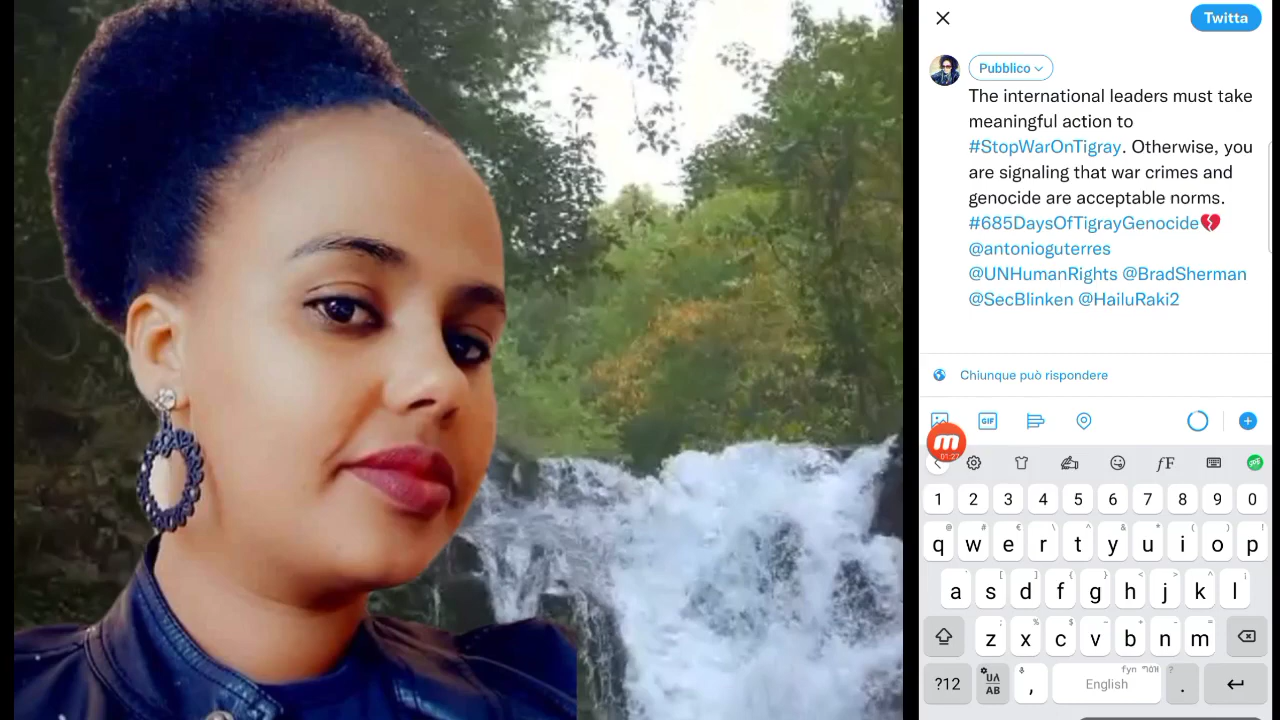 Twitta
Pubblico
The international leaders must take
meaningful action to
#StopWarOnTigray. Otherwise, you
are signaling that war crimes and
genocide are acceptable norms.
#685DaysOfTigrayGenocide💔
@antonioguterres
@UNHumanRights @BradSherman
@SecBlinken @HailuRaki2
Chiunque può rispondere
GIF
m
01:27
fF
1 2 3 4 5 6 7 8 9 0
q w e r t y u i o p
a s d f g h j k l
z x c v b n m
?12 , English .